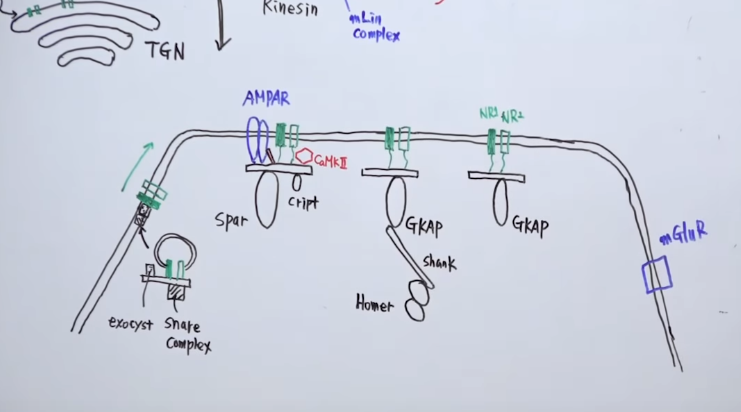 Kinesin
mLin
complex
TGN
AMPAR
NR1 NR2
CaMKII
cript
Spar
GKAP
GKAP
mGluR
Shank
Homer
exocyst
Snare
Complex